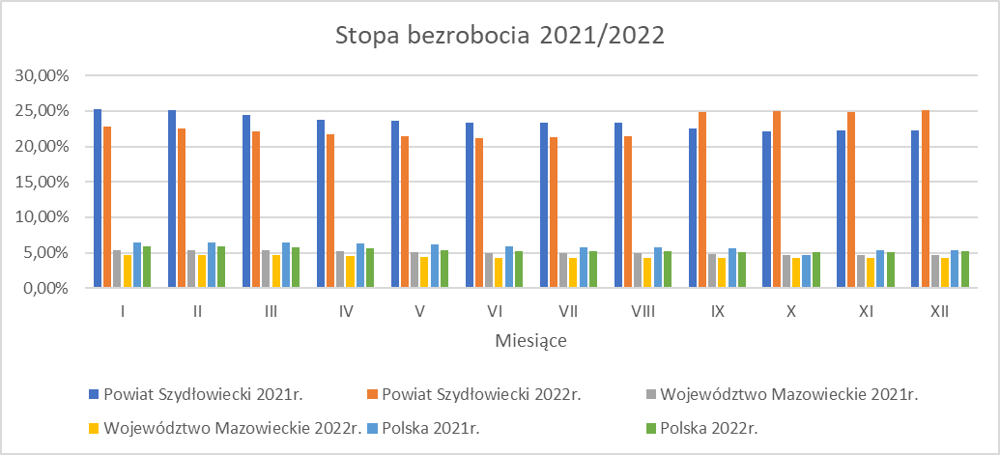 Stopa bezrobocia 2021/2022
30,00%
25,00%
20,00%
15,00%
10,00%
5,00%
0,00%
I II III IV V VI VII VIII IX X XI XII
Miesiące
Powiat Szydłowiecki 2021r. Powiat Szydłowiecki 2022r. Województwo Mazowieckie 2021r.
Województwo Mazowieckie 2022r. Polska 2021r. Polska 2022r.